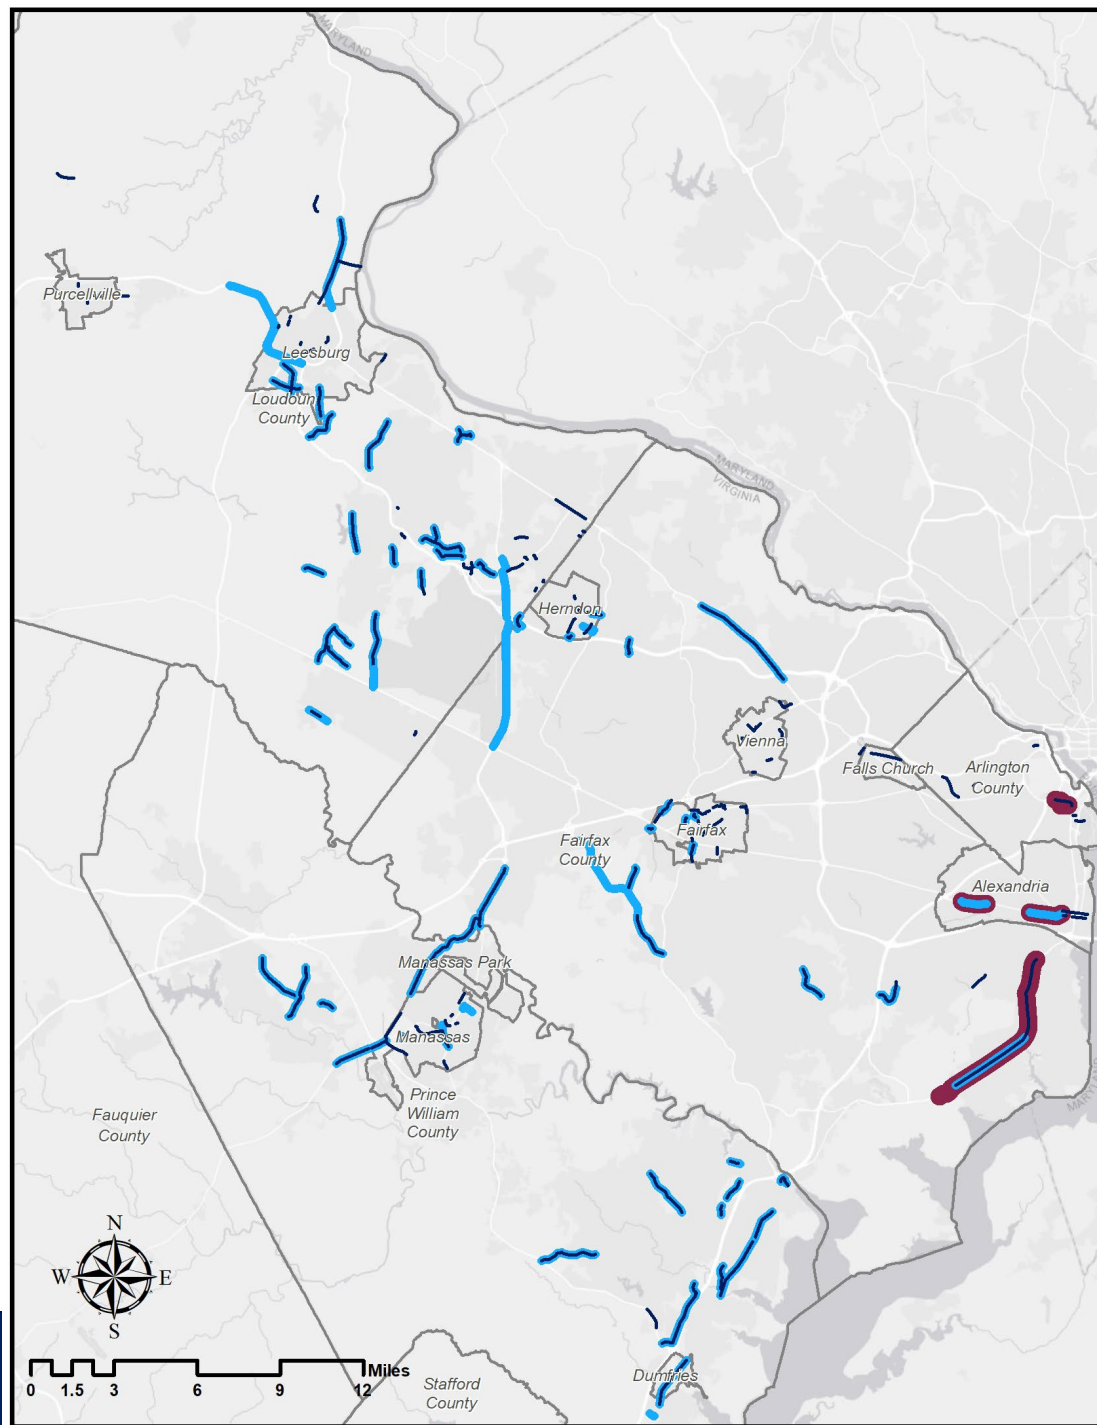 MARYLAND
Purcellville
Leesburg
Loudoun
County
MARYLAND
VIRGINIA
Herndon
Vienna
Falls Church
Arlington
County
Fairfax
Fairfax
County
Alexandria
Manassas Park
Manassas
Prince
William
County
Fauquier
County
N
W
E
S
Miles
0 1.5 3 6 9 12
Stafford
County
Dumfries